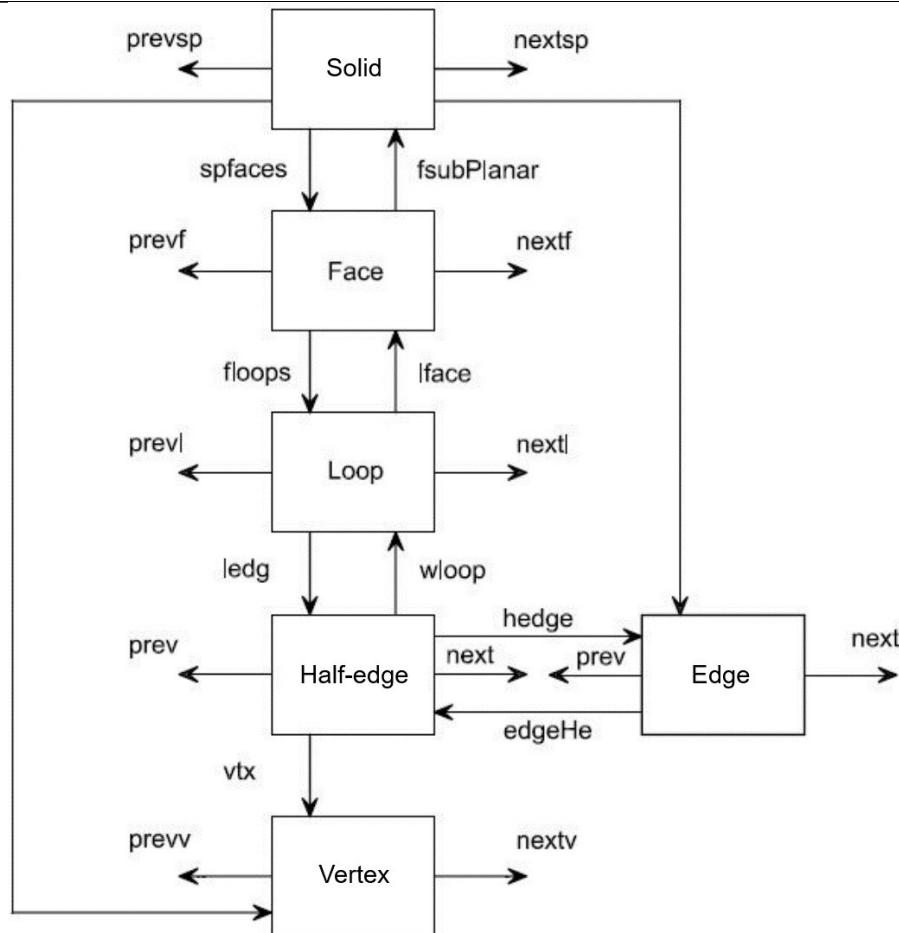 prevsp
nextsp
Solid
spfaces
fsubPlanar
prevf
nextf
Face
floops
lface
prevl
nextl
Loop
ledg
wloop
hedge
prev
next
prev
next
Half-edge
Edge
edgeHe
vtx
prevv
nextv
Vertex